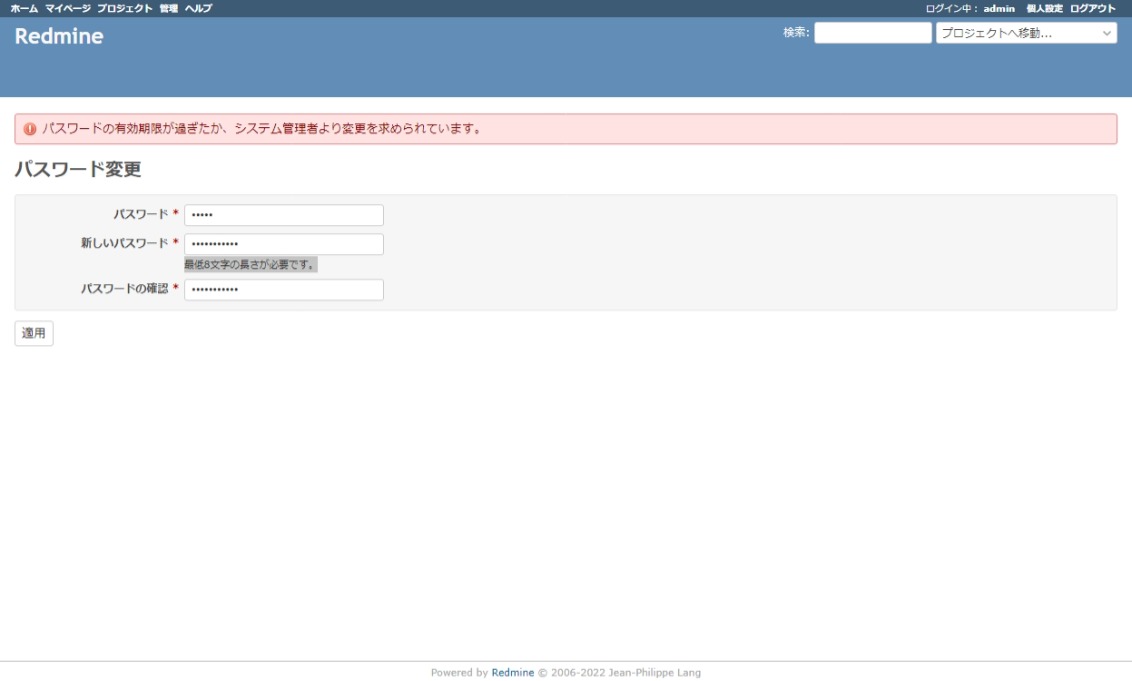 ホーム マイページ プロジェクト 管理 ヘルプ ログイン中: admin 個人設定 ログアウト
Redmine 検索: プロジェクトへ移動...
パスワードの有効期限が過ぎたか、システム管理者より変更を求められています。
パスワード変更
パスワード * •••••
新しいパスワード * •••••••••••
最低8文字の長さが必要です。
パスワードの確認 * •••••••••••
適用
Powered by Redmine © 2006-2022 Jean-Philippe Lang